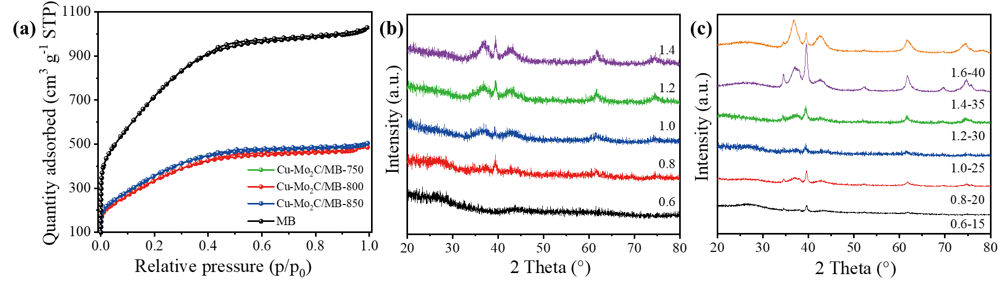 (a)
Quantity adsorbed (cm³ g⁻¹ STP)
1100
900
700
500
300
100
Cu-Mo₂C/MB-750
Cu-Mo₂C/MB-800
Cu-Mo₂C/MB-850
MB
0.0 0.2 0.4 0.6 0.8 1.0
Relative pressure (p/p₀)
(b)
Intensity (a.u.)
1.4
1.2
1.0
0.8
0.6
20 30 40 50 60 70 80
2 Theta (°)
(c)
Intensity (a.u.)
1.6-40
1.4-35
1.2-30
1.0-25
0.8-20
0.6-15
20 30 40 50 60 70 80
2 Theta (°)